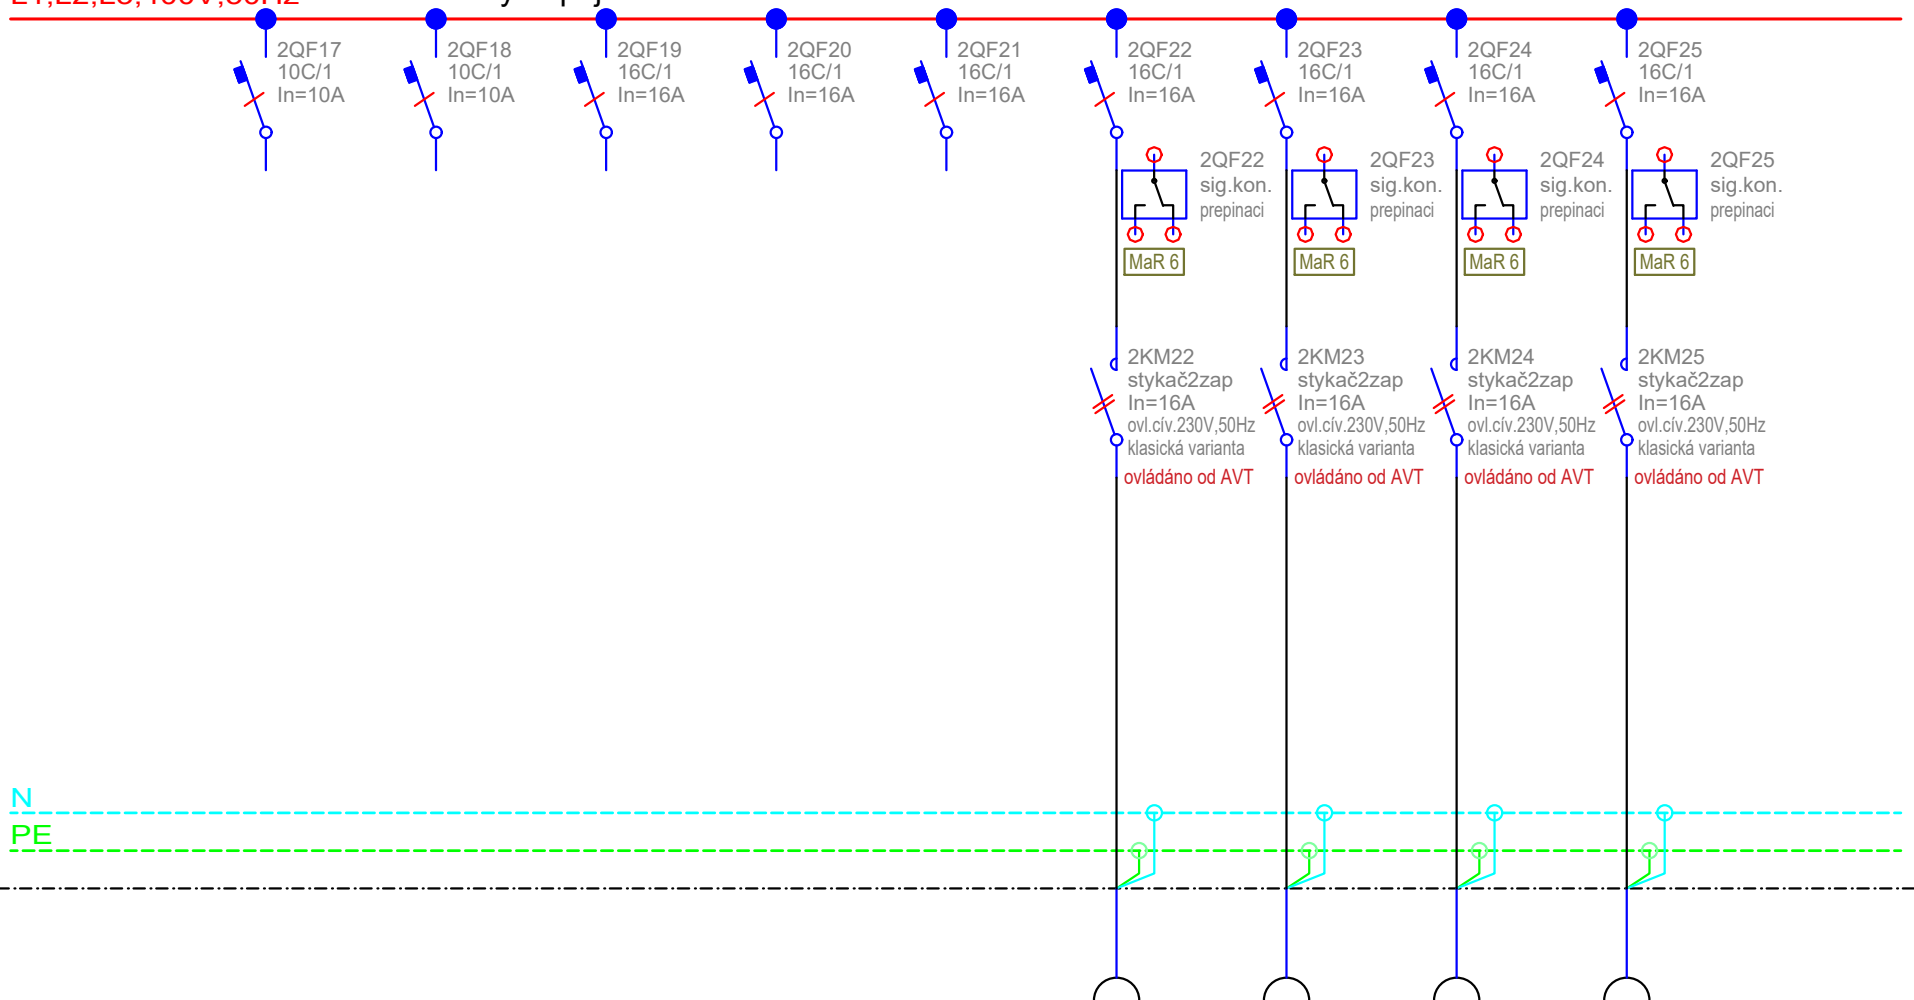 2QF17
10C/1
In=10A
2QF18
10C/1
In=10A
2QF19
16C/1
In=16A
2QF20
16C/1
In=16A
2QF21
16C/1
In=16A
2QF22
16C/1
In=16A
2QF23
16C/1
In=16A
2QF24
16C/1
In=16A
2QF25
16C/1
In=16A
2QF22
sig.kon.
prepinaci
MaR 6
2QF23
sig.kon.
prepinaci
MaR 6
2QF24
sig.kon.
prepinaci
MaR 6
2QF25
sig.kon.
prepinaci
MaR 6
2KM22
stykač2zap
In=16A
ovl.cív.230V,50Hz
klasická varianta
ovládáno od AVT
2KM23
stykač2zap
In=16A
ovl.cív.230V,50Hz
klasická varianta
ovládáno od AVT
2KM24
stykač2zap
In=16A
ovl.cív.230V,50Hz
klasická varianta
ovládáno od AVT
2KM25
stykač2zap
In=16A
ovl.cív.230V,50Hz
klasická varianta
ovládáno od AVT
N
PE